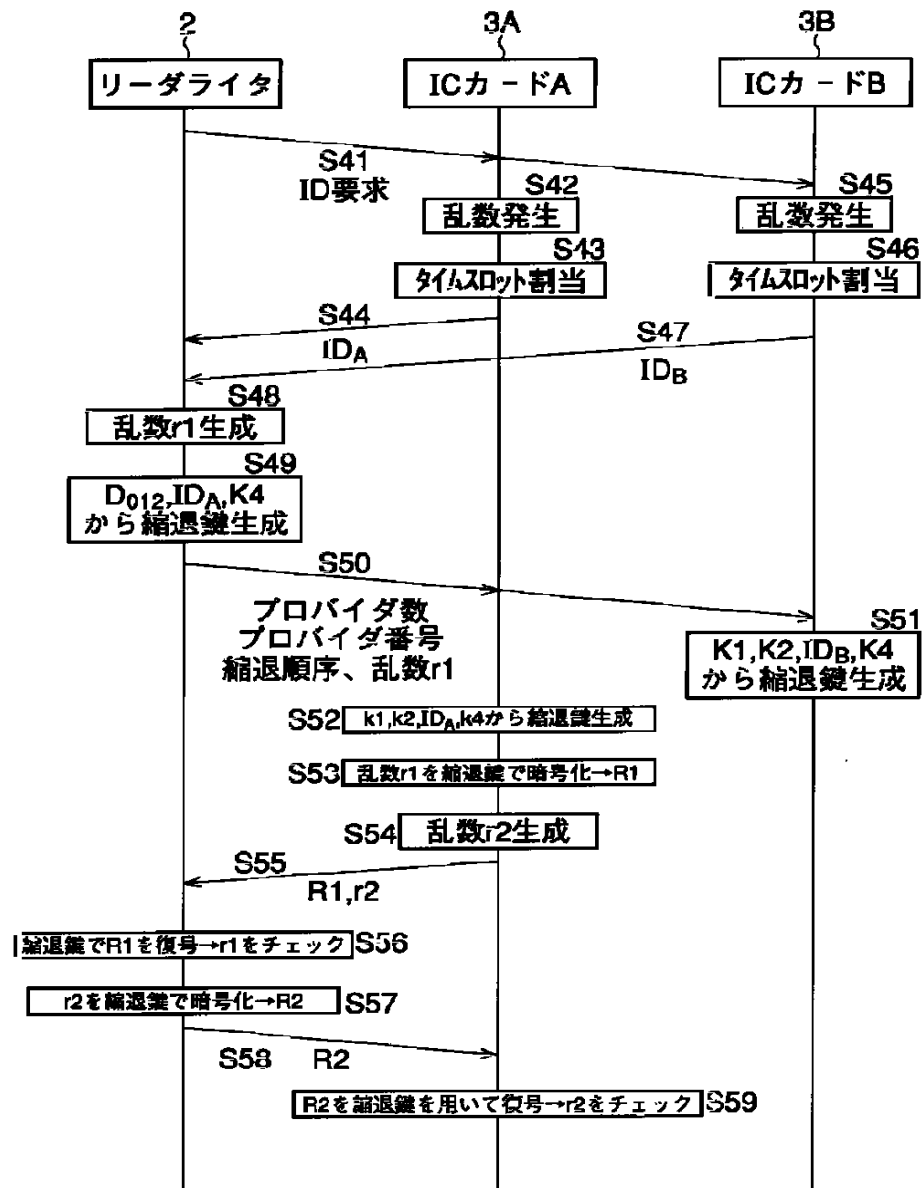 2
3A
3B
リーダライタ
ICカードA
ICカードB
S41
ID要求
S42
乱数発生
S45
乱数発生
S43
タイムスロット割当
S46
タイムスロット割当
S44
IDA
S47
IDB
S48
乱数r1生成
S49
D012,IDA,K4
から縮退鍵生成
S50
プロバイダ数
プロバイダ番号
縮退順序、乱数r1
S51
K1,K2,IDB,K4
から縮退鍵生成
S52
k1,k2,IDA,k4から縮退鍵生成
S53
乱数r1を縮退鍵で暗号化→R1
S54
乱数r2生成
S55
R1,r2
縮退鍵でR1を復号→r1をチェック
S56
r2を縮退鍵で暗号化→R2
S57
S58 R2
R2を縮退鍵を用いて復号→r2をチェック
S59